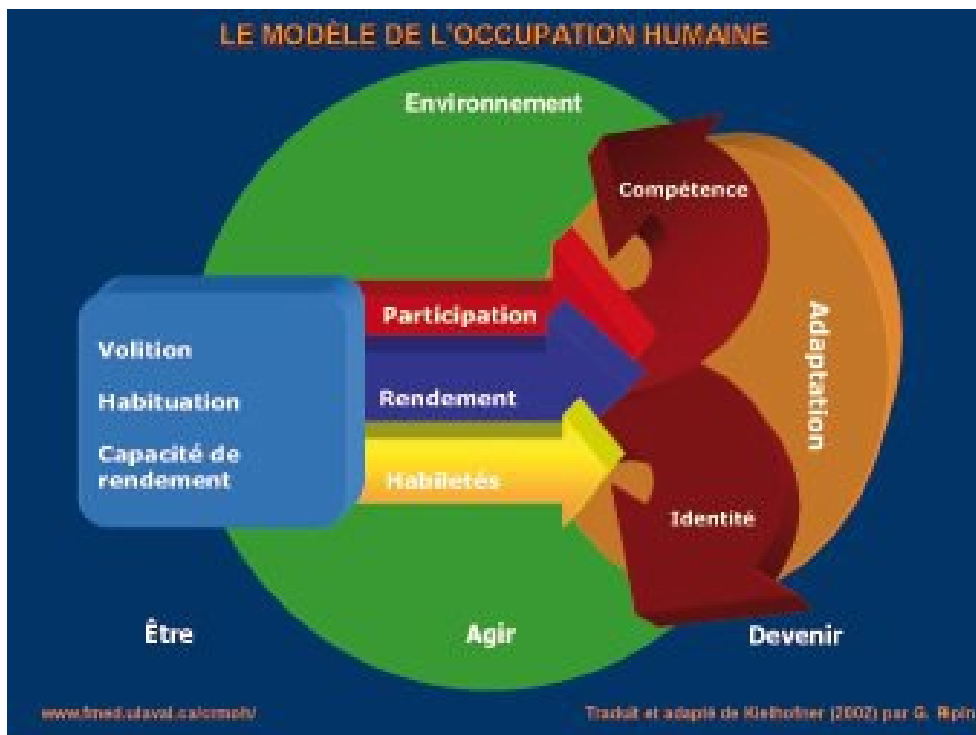 LE MODÈLE DE L'OCCUPATION HUMAINE
Environnement
Compétence
Participation
Volition
Rendement
Habituation
Adaptation
Capacité de
rendement
Habiletés
Identité
Être
Agir
Devenir
www.fmed.ulaval.ca/crmoh/
Traduit et adapté de Kielhofner (2002) par G.